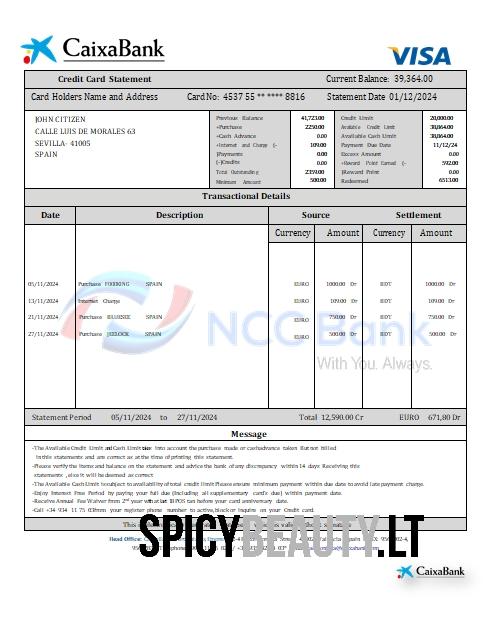 CaixaBank
VISA
Credit Card Statement
Current Balance: 39,364.00
Card Holders Name and Address
Card No: 4537 55 ** **** 8816
Statement Date 01/12/2024
JOHN CITIZEN
CALLE LUIS DE MORALES 63
SEVILLA- 41005
SPAIN
Previous Balance 41,723.00
+Purchase 2250.00
+Cash Advance 0.00
+Interest and Charge (- 109.00
)Payments 0.00
(-)Credits 0.00
Total Outstanding 2359.00
Minimum Amount 500.00
Credit Limit 20,000.00
Available Credit Limit 38,864.00
Available Cash Limit 38,864.00
Payment Due Date 11/12/24
Excess Amount 0.00
+Reward Point Earned (- 592.00
)Reward Point 0.00
Redeemed 6513.00
Transactional Details
Date Description Source Settlement
Currency Amount Currency Amount
05/11/2024 Purchase FOODKING SPAIN EURO 1000.00 Dr BDT 1000.00 Dr
13/11/2024 Interest Charge EURO 109.00 Dr BDT 109.00 Dr
21/11/2024 Purchase SPAIN EURO 750.00 Dr BDT 750.00 Dr
27/11/2024 Purchase SPAIN EURO 500.00 Dr BDT 500.00 Dr
NCC Bank
With You. Always.
Statement Period 05/11/2024 to 27/11/2024 Total 12,590.00 Cr EURO 671,80 Dr
Message
-The Available Credit Limit and Cash Limit takes into account the purchase made or cash advance taken But not billed
in this statements and are correct as at the time of printing this statement.
-Please verify the items and balance on the statement and advise the bank of any discrepancy within 14 days Receiving this
statements , else it will be deemed as correct
-The Available Cash Limit is subject to availability of total credit limit Please ensure minimum payment within due date to avoid late payment charge.
-Enjoy Interest Free Period by paying your full due (Including all supplementary card's due) within payment date.
-Receive Annual Fee Waiver from 2nd year with at last 18 POS tan before your card anniversary date.
-Call +34 934 11 75 03 from your register phone number to active, block or inquire on your Credit Card.
SPICYBEAUTY.LT
Head Office:
CaixaBank